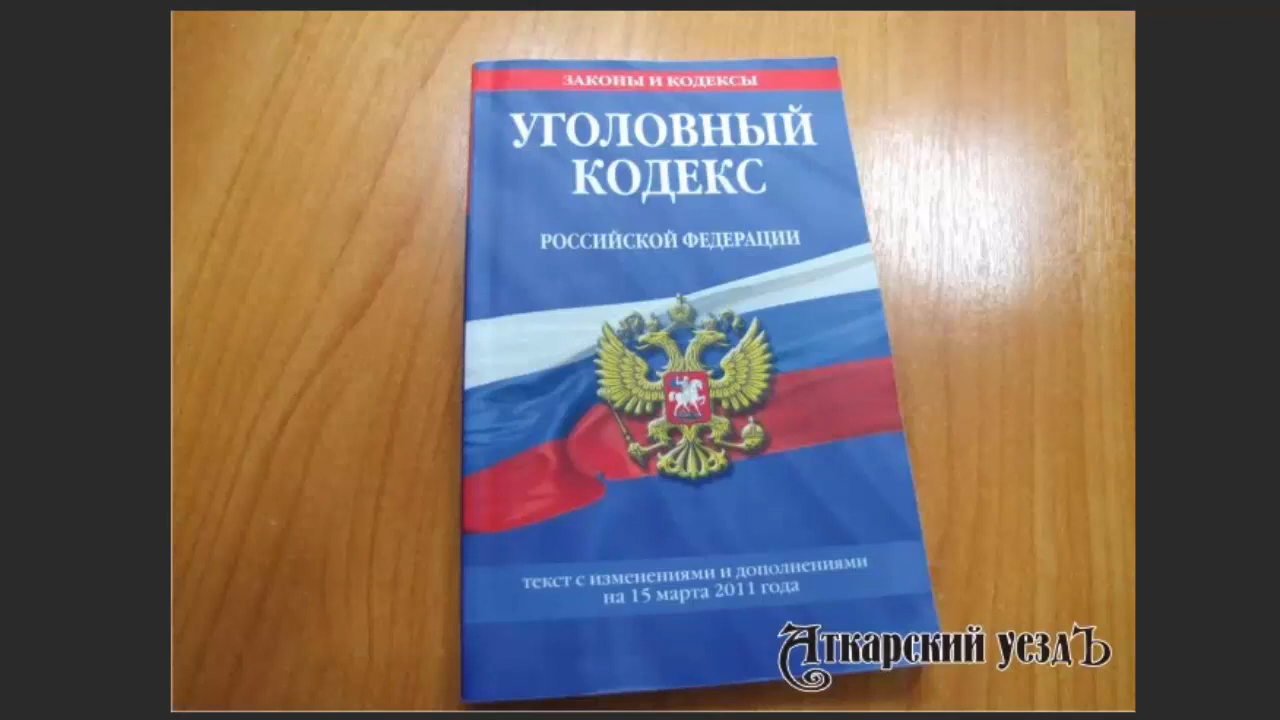 ЗАКОНЫ И КОДЕКСЫ
УГОЛОВНЫЙ
КОДЕКС
РОССИЙСКОЙ ФЕДЕРАЦИИ
текст с изменениями и дополнениями
на 15 марта 2011 года
Аткарский уездЪ